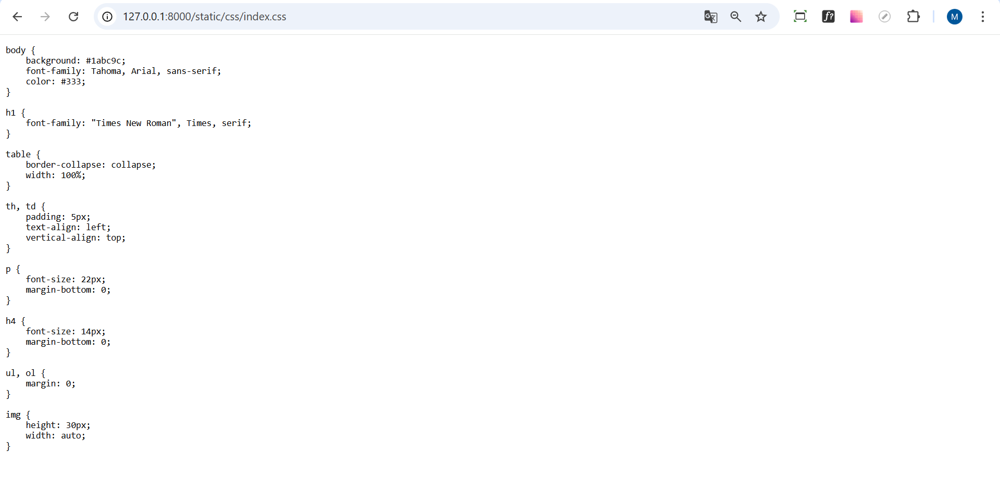 127.0.0.1:8000/static/css/index.css
f?
M
body {
    background: #1abc9c;
    font-family: Tahoma, Arial, sans-serif;
    color: #333;
}

h1 {
    font-family: "Times New Roman", Times, serif;
}

table {
    border-collapse: collapse;
    width: 100%;
}

th, td {
    padding: 5px;
    text-align: left;
    vertical-align: top;
}

p {
    font-size: 22px;
    margin-bottom: 0;
}

h4 {
    font-size: 14px;
    margin-bottom: 0;
}

ul, ol {
    margin: 0;
}

img {
    height: 30px;
    width: auto;
}